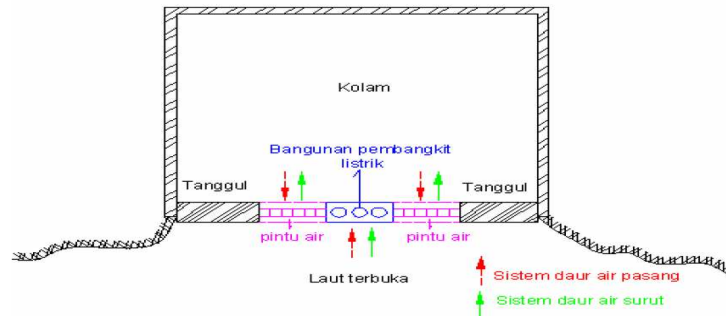 Kolam
Bangunan pembangkit
listrik
Tanggul
Tanggul
pintu air
pintu air
Laut terbuka
Sistem daur air pasang
Sistem daur air surut